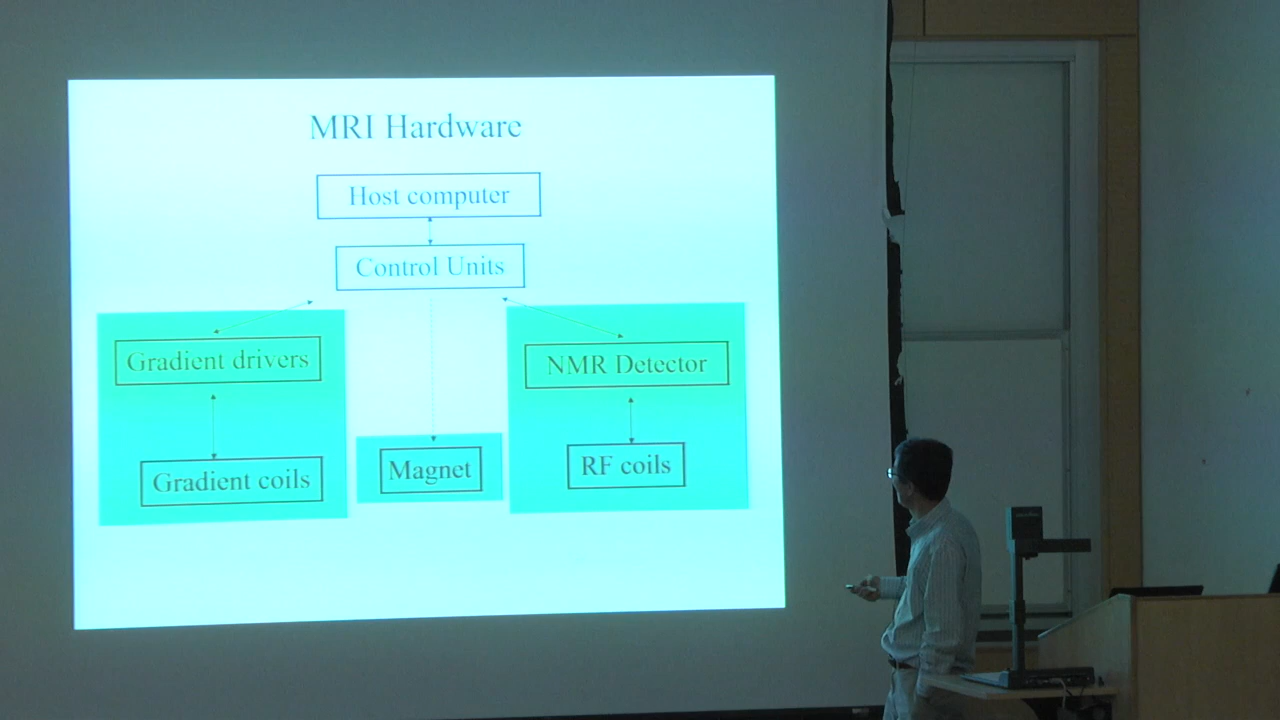 MRI Hardware
Host computer
Control Units
Gradient drivers
NMR Detector
Gradient coils
Magnet
RF coils